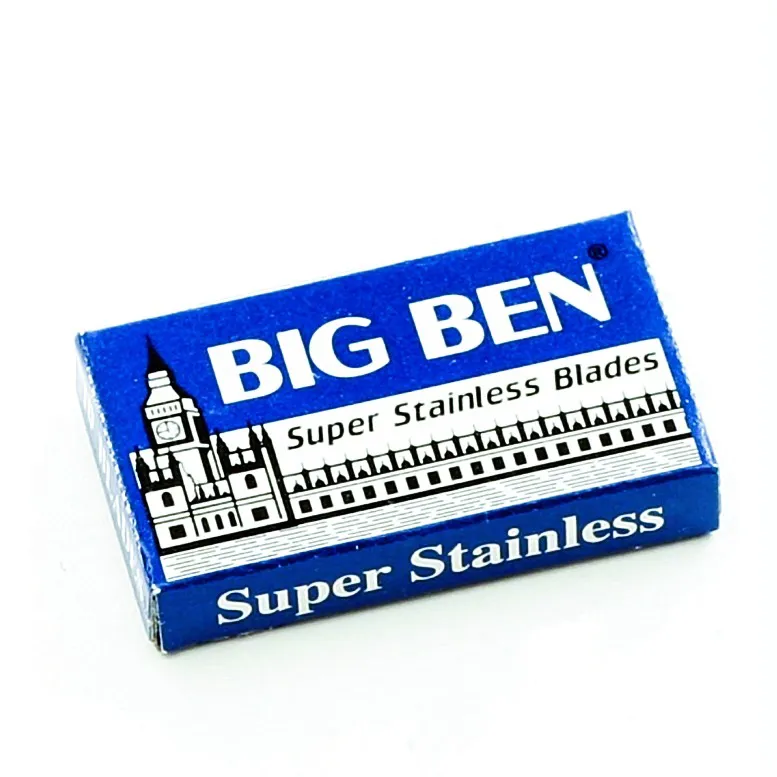 BIG BEN®
Super Stainless Blades
Super Stainless